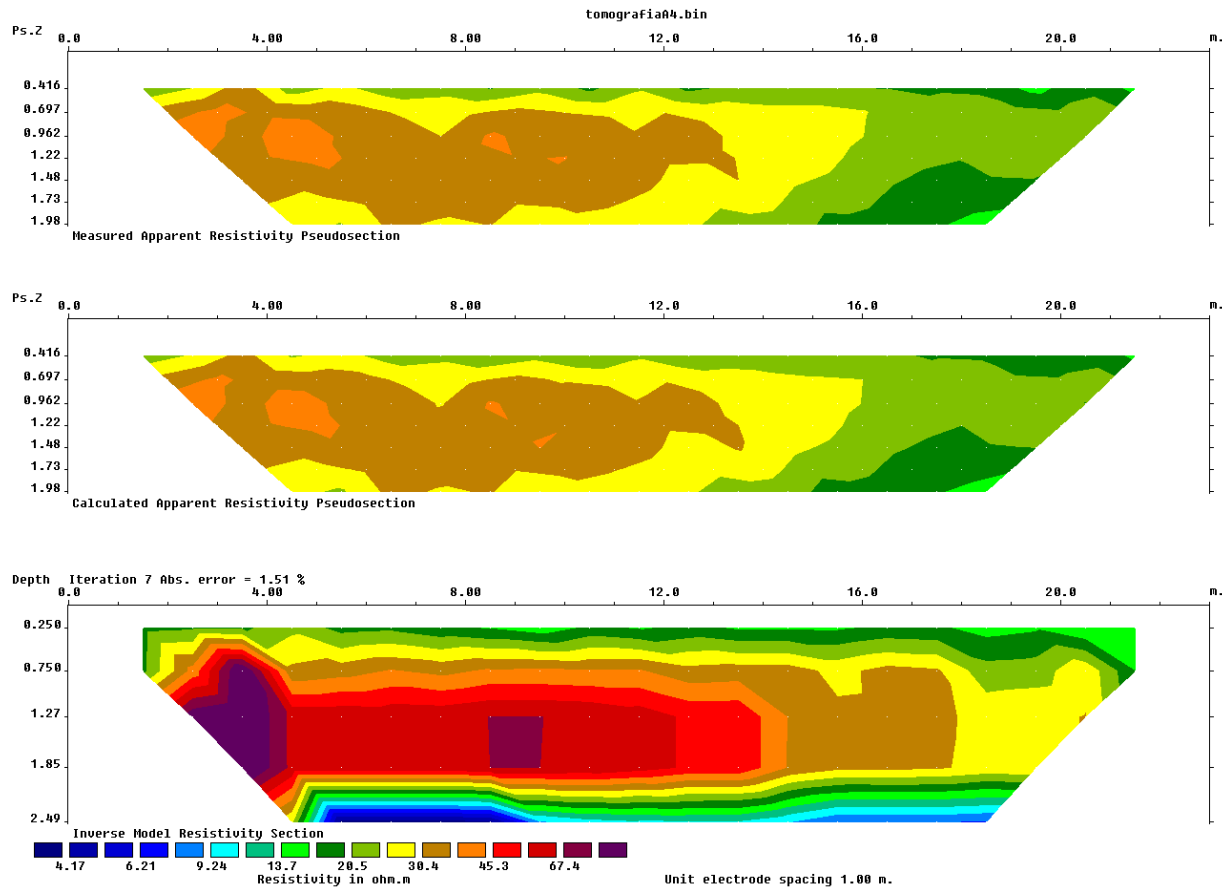 tomografiaA4.bin
Ps.Z 0.0 4.00 8.00 12.0 16.0 20.0 m.
0.416
0.697
0.962
1.22
1.48
1.73
1.98
Measured Apparent Resistivity Pseudosection
Ps.Z 0.0 4.00 8.00 12.0 16.0 20.0 m.
0.416
0.697
0.962
1.22
1.48
1.73
1.98
Calculated Apparent Resistivity Pseudosection
Depth Iteration 7 Abs. error = 1.51 %
0.0 4.00 8.00 12.0 16.0 20.0 m.
0.250
0.750
1.27
1.85
2.49
Inverse Model Resistivity Section
4.17 6.21 9.24 13.7 20.5 30.4 45.3 67.4
Resistivity in ohm.m Unit electrode spacing 1.00 m.